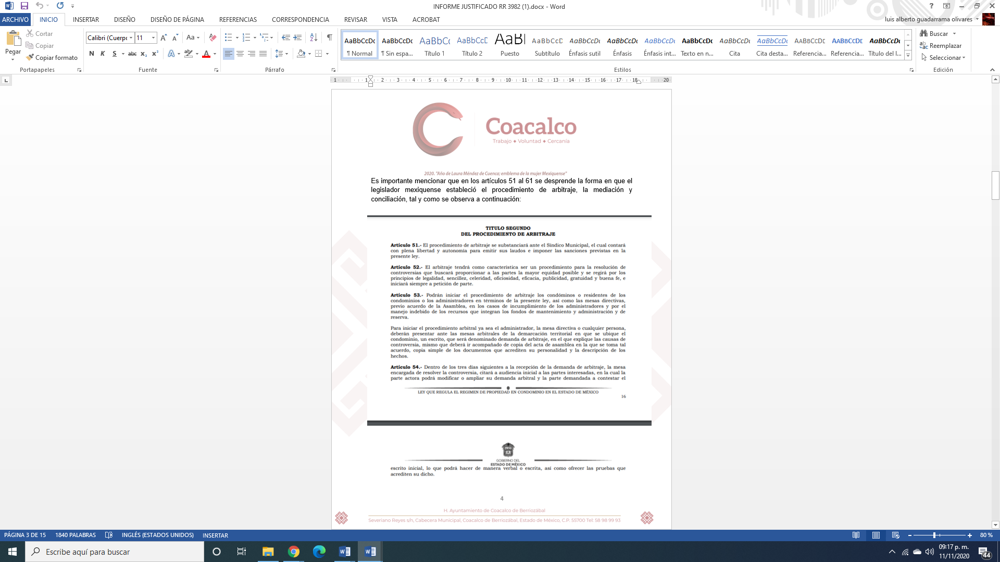 INFORME JUSTIFICADO RR 3982 (1).docx - Word
ARCHIVO INICIO INSERTAR DISEÑO DISEÑO DE PÁGINA REFERENCIAS CORRESPONDENCIA REVISAR VISTA ACROBAT
luis alberto guadarrama olivares
Pegar
Cortar
Copiar
Copiar formato
Portapapeles
Calibri (Cuerpo 11
N K S abc x₂ x²
Fuente
Párrafo
AaBbCcDc AaBbCcDc AaBbCc AaBbCcD AaBl AaBbCcD AaBbCcDc AaBbCcDc AaBbCcDc AaBbCcDc AaBbCcDc AaBbCcDc AABBCCDE AABBCCDE AaBbCcDc
¶ Normal ¶ Sin espa... Título 1 Título 2 Puesto Subtítulo Énfasis sutil Énfasis Énfasis int... Texto en n... Cita Cita desta... Referencia... Referencia... Título del l...
Estilos
Buscar
Reemplazar
Seleccionar
Edición
1 1 2 3 4 5 6 7 8 9 10 11 12 13 14 15 16 17 18 20
Coacalco
Trabajo ◆ Voluntad ◆ Cercanía
2020. "Año de Laura Méndez de Cuenca; emblema de la mujer Mexiquense"
Es importante mencionar que en los artículos 51 al 61 se desprende la forma en que el
legislador mexiquense estableció el procedimiento de arbitraje, la mediación y
conciliación, tal y como se observa a continuación:
TITULO SEGUNDO
DEL PROCEDIMIENTO DE ARBITRAJE
Artículo 51.- El procedimiento de arbitraje se substanciará ante el Síndico Municipal, el cual contará
con plena libertad y autonomía para emitir sus laudos e imponer las sanciones previstas en la
presente ley.
Artículo 52.- El arbitraje tendrá como característica ser un procedimiento para la resolución de
controversias que buscará proporcionar a las partes la mayor equidad posible y se regirá por los
principios de legalidad, sencillez, celeridad, oficiosidad, eficacia, publicidad, gratuidad y buena fe, e
iniciará siempre a petición de parte.
Artículo 53.- Podrán iniciar el procedimiento de arbitraje los condóminos o residentes de los
condominios o los administradores en términos de la presente ley, así como las mesas directivas,
previo acuerdo de la Asamblea, en los casos de incumplimiento de los administradores y por el
manejo indebido de los recursos que integran los fondos de mantenimiento y administración y de
reserva.
Para iniciar el procedimiento arbitral ya sea el administrador, la mesa directiva o cualquier persona,
deberán presentar ante las mesas arbitrales de la demarcación territorial en que se ubique el
condominio, un escrito, que será denominado demanda de arbitraje, en el que explique las causas de
controversia, mismo que deberá ir acompañado de copia del acta de asamblea en la que se toma tal
acuerdo, copia simple de los documentos que acrediten su personalidad y la descripción de los
hechos.
Artículo 54.- Dentro de los tres días siguientes a la recepción de la demanda de arbitraje, la mesa
encargada de resolver la controversia, citará a audiencia inicial a las partes interesadas, en la cual la
parte actora podrá modificar o ampliar su demanda arbitral y la parte demandada a contestar el
LEY QUE REGULA EL REGIMEN DE PROPIEDAD EN CONDOMINIO EN EL ESTADO DE MÉXICO
16
GOBIERNO DEL
ESTADO DE MÉXICO
escrito inicial, lo que podrá hacer de manera verbal o escrita, así como ofrecer las pruebas que
acrediten su dicho.
4
H. Ayuntamiento de Coacalco de Berriozábal
Severiano Reyes s/n, Cabecera Municipal, Coacalco de Berriozábal, Estado de México, C.P. 55700 Tel: 58 98 99 93
PÁGINA 3 DE 15 1840 PALABRAS INGLÉS (ESTADOS UNIDOS) INSERTAR
80 %
Escribe aquí para buscar
09:17 p. m.
11/11/2020
44